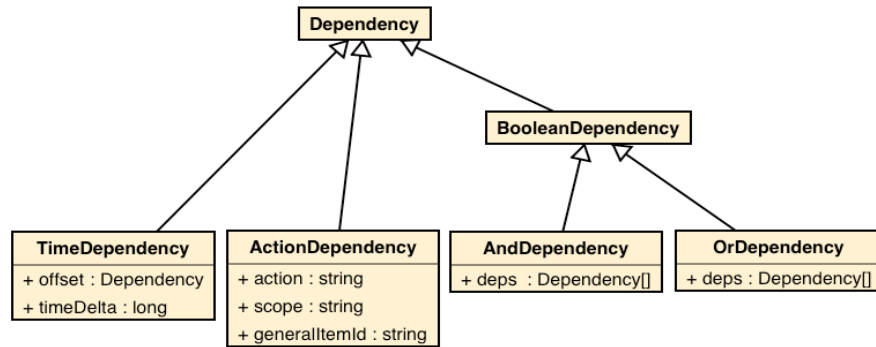 Dependency
BooleanDependency
TimeDependency
+ offset : Dependency
+ timeDelta : long
ActionDependency
+ action : string
+ scope : string
+ generalItemId : string
AndDependency
+ deps : Dependency[]
OrDependency
+ deps : Dependency[]